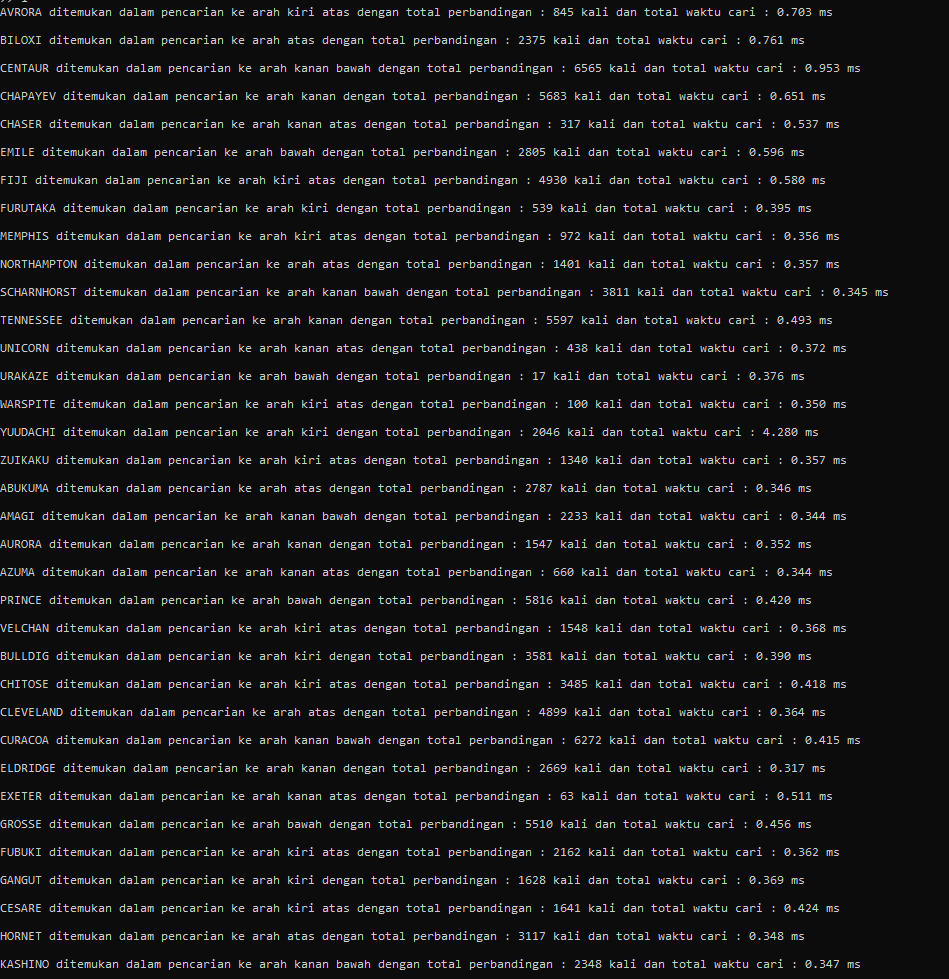 AVRORA ditemukan dalam pencarian ke arah kiri atas dengan total perbandingan : 845 kali dan total waktu cari : 0.703 ms
BILOXI ditemukan dalam pencarian ke arah atas dengan total perbandingan : 2375 kali dan total waktu cari : 0.761 ms
CENTAUR ditemukan dalam pencarian ke arah kanan bawah dengan total perbandingan : 6565 kali dan total waktu cari : 0.953 ms
CHAPAYEV ditemukan dalam pencarian ke arah kanan dengan total perbandingan : 5683 kali dan total waktu cari : 0.651 ms
CHASER ditemukan dalam pencarian ke arah kanan atas dengan total perbandingan : 317 kali dan total waktu cari : 0.537 ms
EMILE ditemukan dalam pencarian ke arah bawah dengan total perbandingan : 2805 kali dan total waktu cari : 0.596 ms
FIJI ditemukan dalam pencarian ke arah kiri atas dengan total perbandingan : 4930 kali dan total waktu cari : 0.580 ms
FURUTAKA ditemukan dalam pencarian ke arah kiri dengan total perbandingan : 539 kali dan total waktu cari : 0.395 ms
MEMPHIS ditemukan dalam pencarian ke arah kiri atas dengan total perbandingan : 972 kali dan total waktu cari : 0.356 ms
NORTHAMPTON ditemukan dalam pencarian ke arah atas dengan total perbandingan : 1401 kali dan total waktu cari : 0.357 ms
SCHARNHORST ditemukan dalam pencarian ke arah kanan bawah dengan total perbandingan : 3811 kali dan total waktu cari : 0.345 ms
TENNESSEE ditemukan dalam pencarian ke arah kanan dengan total perbandingan : 5597 kali dan total waktu cari : 0.493 ms
UNICORN ditemukan dalam pencarian ke arah kanan atas dengan total perbandingan : 438 kali dan total waktu cari : 0.372 ms
URAKAZE ditemukan dalam pencarian ke arah bawah dengan total perbandingan : 17 kali dan total waktu cari : 0.376 ms
WARSPITE ditemukan dalam pencarian ke arah kiri atas dengan total perbandingan : 100 kali dan total waktu cari : 0.350 ms
YUUDACHI ditemukan dalam pencarian ke arah kiri dengan total perbandingan : 2046 kali dan total waktu cari : 4.280 ms
ZUIKAKU ditemukan dalam pencarian ke arah kiri atas dengan total perbandingan : 1340 kali dan total waktu cari : 0.357 ms
ABUKUMA ditemukan dalam pencarian ke arah atas dengan total perbandingan : 2787 kali dan total waktu cari : 0.346 ms
AMAGI ditemukan dalam pencarian ke arah kanan bawah dengan total perbandingan : 2233 kali dan total waktu cari : 0.344 ms
AURORA ditemukan dalam pencarian ke arah kanan dengan total perbandingan : 1547 kali dan total waktu cari : 0.352 ms
AZUMA ditemukan dalam pencarian ke arah kanan atas dengan total perbandingan : 660 kali dan total waktu cari : 0.344 ms
PRINCE ditemukan dalam pencarian ke arah bawah dengan total perbandingan : 5816 kali dan total waktu cari : 0.420 ms
VELCHAN ditemukan dalam pencarian ke arah kiri atas dengan total perbandingan : 1548 kali dan total waktu cari : 0.368 ms
BULLDIG ditemukan dalam pencarian ke arah kiri dengan total perbandingan : 3581 kali dan total waktu cari : 0.390 ms
CHITOSE ditemukan dalam pencarian ke arah kiri atas dengan total perbandingan : 3485 kali dan total waktu cari : 0.418 ms
CLEVELAND ditemukan dalam pencarian ke arah atas dengan total perbandingan : 4899 kali dan total waktu cari : 0.364 ms
CURACOA ditemukan dalam pencarian ke arah kanan bawah dengan total perbandingan : 6272 kali dan total waktu cari : 0.415 ms
ELDRIDGE ditemukan dalam pencarian ke arah kanan dengan total perbandingan : 2669 kali dan total waktu cari : 0.317 ms
EXETER ditemukan dalam pencarian ke arah kanan atas dengan total perbandingan : 63 kali dan total waktu cari : 0.511 ms
GROSSE ditemukan dalam pencarian ke arah bawah dengan total perbandingan : 5510 kali dan total waktu cari : 0.456 ms
FUBUKI ditemukan dalam pencarian ke arah kiri atas dengan total perbandingan : 2162 kali dan total waktu cari : 0.362 ms
GANGUT ditemukan dalam pencarian ke arah kiri dengan total perbandingan : 1628 kali dan total waktu cari : 0.369 ms
CESARE ditemukan dalam pencarian ke arah kiri atas dengan total perbandingan : 1641 kali dan total waktu cari : 0.424 ms
HORNET ditemukan dalam pencarian ke arah atas dengan total perbandingan : 3117 kali dan total waktu cari : 0.348 ms
KASHINO ditemukan dalam pencarian ke arah kanan bawah dengan total perbandingan : 2348 kali dan total waktu cari : 0.347 ms